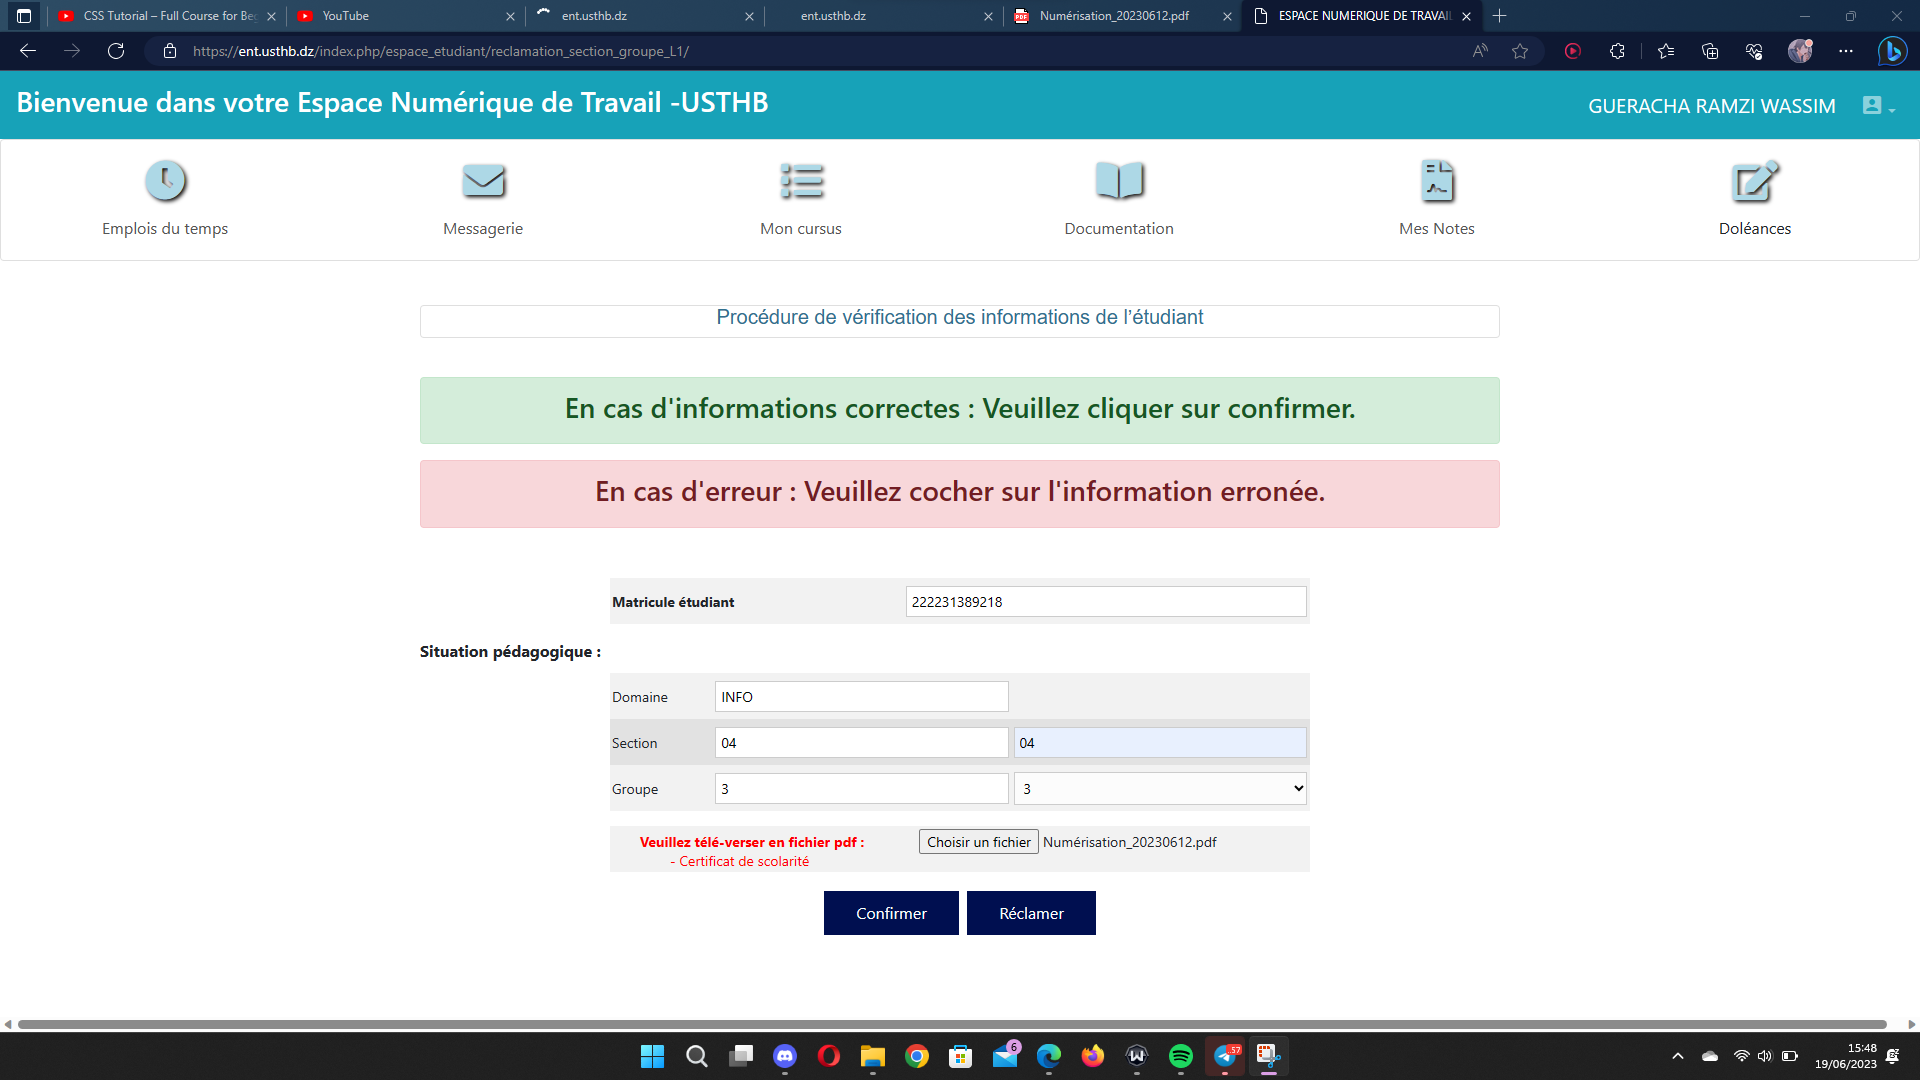 CSS Tutorial – Full Course for Be
YouTube
ent.usthb.dz
ent.usthb.dz
Numérisation_20230612.pdf
ESPACE NUMERIQUE DE TRAVAIL
https://ent.usthb.dz/index.php/espace_etudiant/reclamation_section_groupe_L1/
Bienvenue dans votre Espace Numérique de Travail -USTHB
GUERACHA RAMZI WASSIM
Emplois du temps
Messagerie
Mon cursus
Documentation
Mes Notes
Doléances
Procédure de vérification des informations de l’étudiant
En cas d'informations correctes : Veuillez cliquer sur confirmer.
En cas d'erreur : Veuillez cocher sur l'information erronée.
Matricule étudiant 222231389218
Situation pédagogique :
Domaine INFO
Section 04 04
Groupe 3 3
Veuillez télé-verser en fichier pdf : Choisir un fichier Numérisation_20230612.pdf
- Certificat de scolarité
Confirmer Réclamer
6
57
15:48
19/06/2023